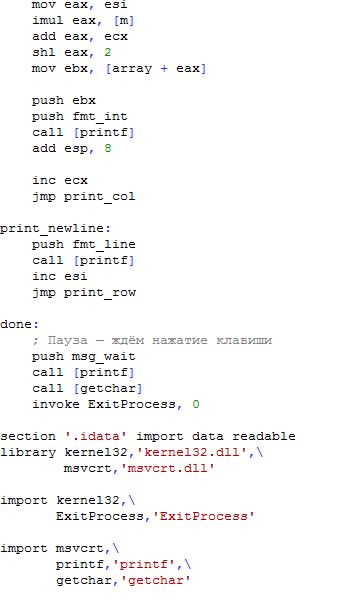 mov eax, esi
imul eax, [m]
add eax, ecx
shl eax, 2
mov ebx, [array + eax]
push ebx
push fmt_int
call [printf]
add esp, 8
inc ecx
jmp print_col
print_newline:
push fmt_line
call [printf]
inc esi
jmp print_row
done:
; Пауза — ждём нажатие клавиши
push msg_wait
call [printf]
call [getchar]
invoke ExitProcess, 0
section '.idata' import data readable
library kernel32,'kernel32.dll',\
msvcrt,'msvcrt.dll'
import kernel32,\
ExitProcess,'ExitProcess'
import msvcrt,\
printf,'printf',\
getchar,'getchar'